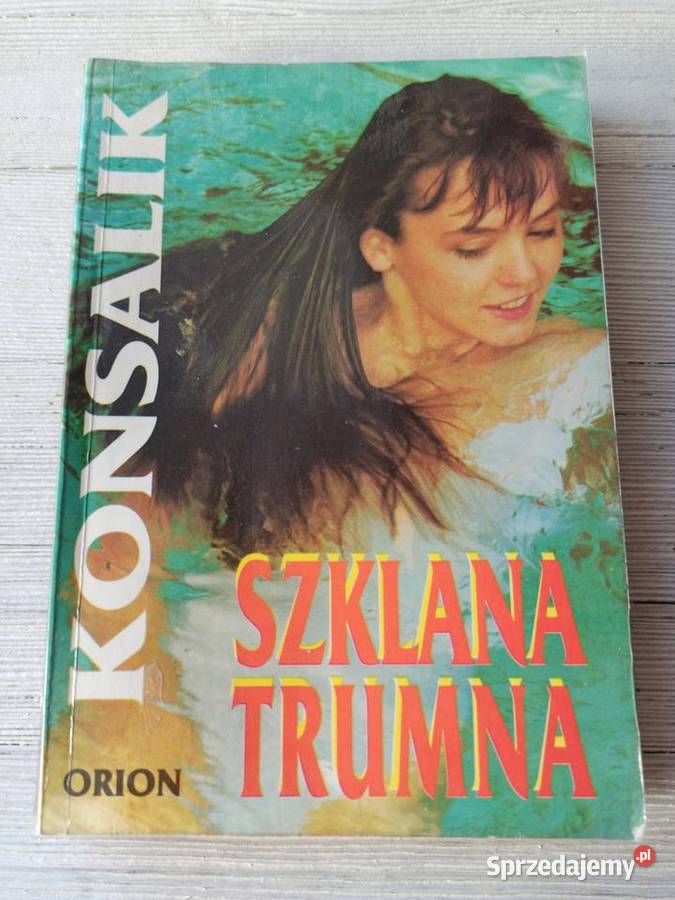 KONSALIK
SZKLANA
TRUMNA
ORION
Sprzedajemy.pl